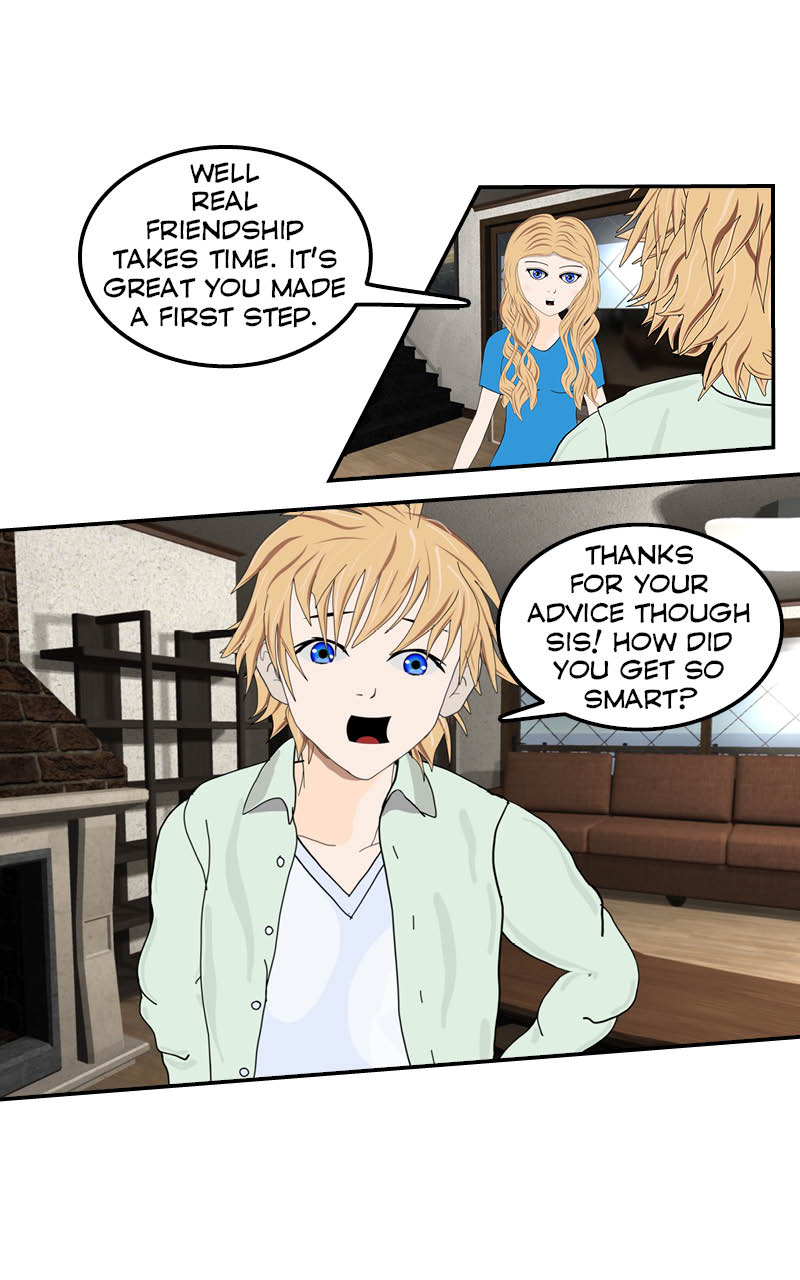 WELL
REAL
FRIENDSHIP
TAKES TIME. IT'S
GREAT YOU MADE
A FIRST STEP.
THANKS
FOR YOUR
ADVICE THOUGH
SIS! HOW DID
YOU GET SO
SMART?